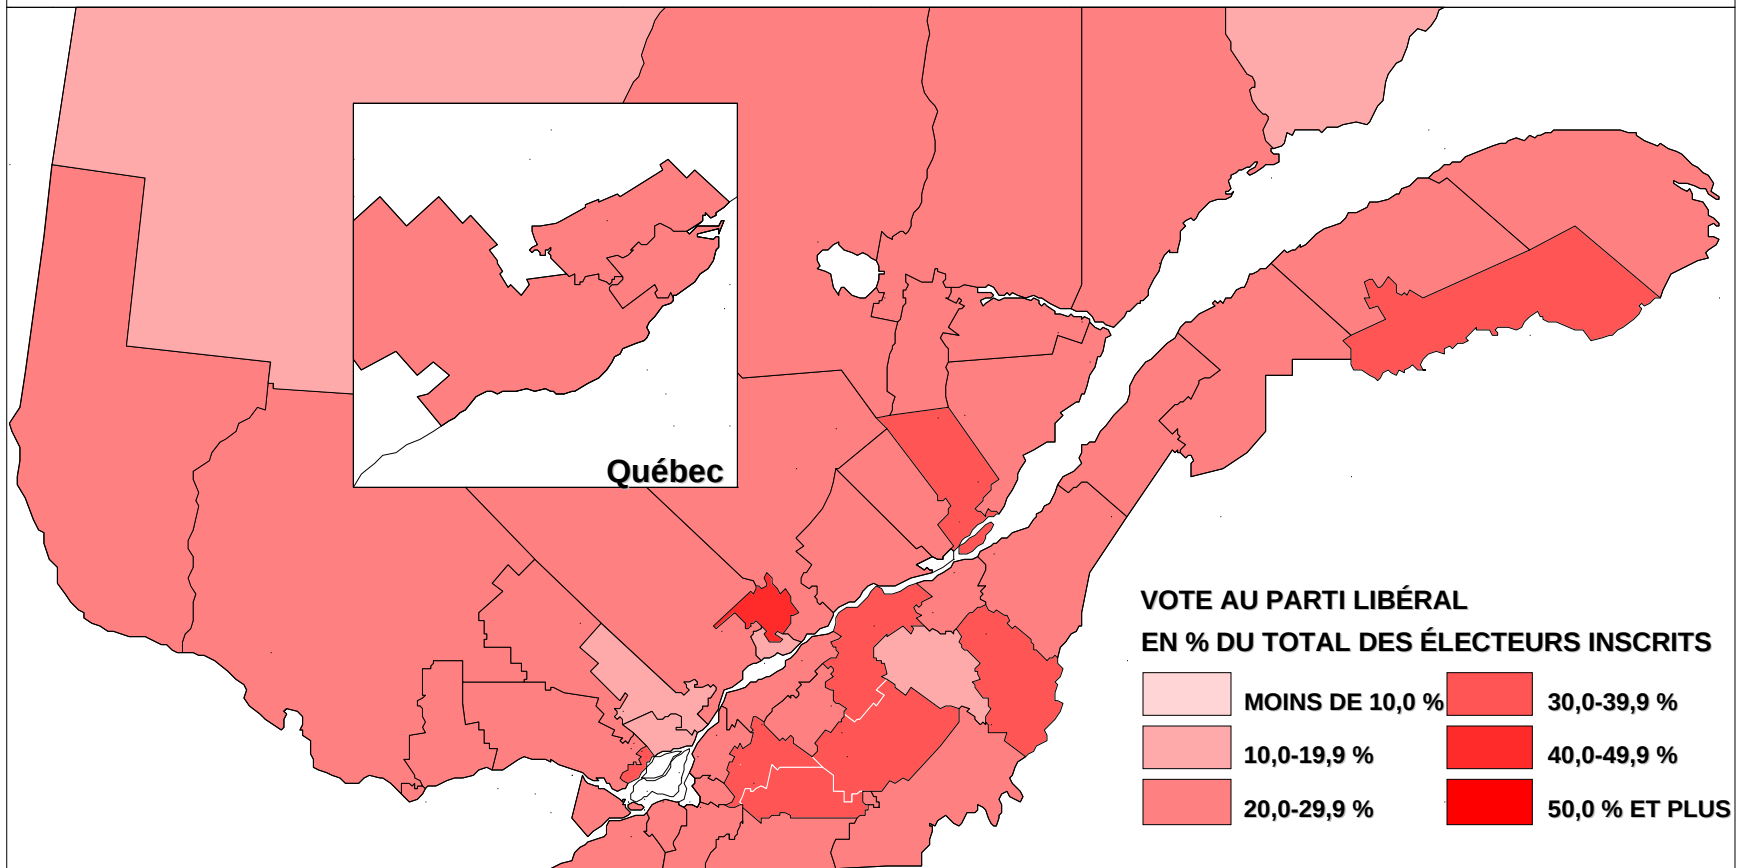 Québec
VOTE AU PARTI LIBÉRAL
EN % DU TOTAL DES ÉLECTEURS INSCRITS
MOINS DE 10,0 %
30,0-39,9 %
10,0-19,9 %
40,0-49,9 %
20,0-29,9 %
50,0 % ET PLUS